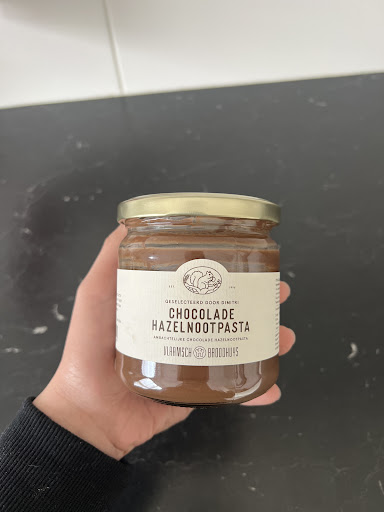 GESELECTEERD DOOR DIMITRI
CHOCOLADE
HAZELNOOTPASTA
AMBACHTELIJKE CHOCOLADE HAZELNOOTPASTA
VLAAMSCH BROODHUYS